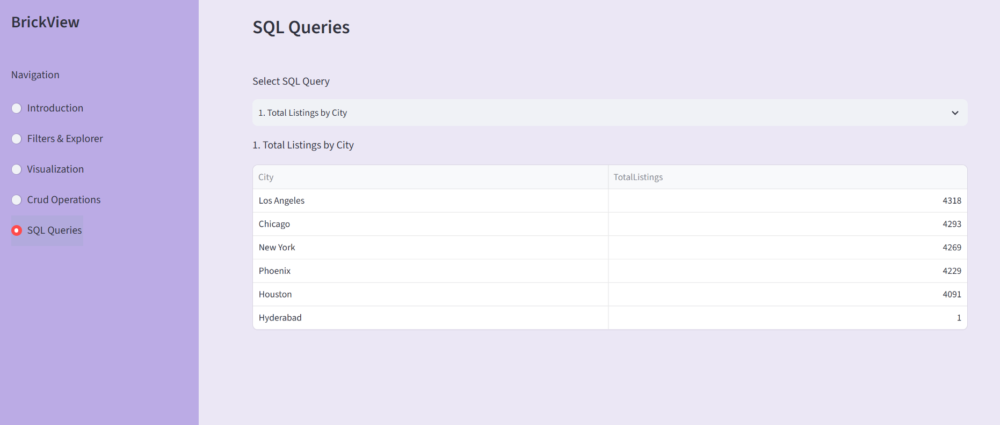 BrickView
Navigation
Introduction
Filters & Explorer
Visualization
Crud Operations
SQL Queries
SQL Queries
Select SQL Query
1. Total Listings by City
1. Total Listings by City
City TotalListings
Los Angeles 4318
Chicago 4293
New York 4269
Phoenix 4229
Houston 4091
Hyderabad 1